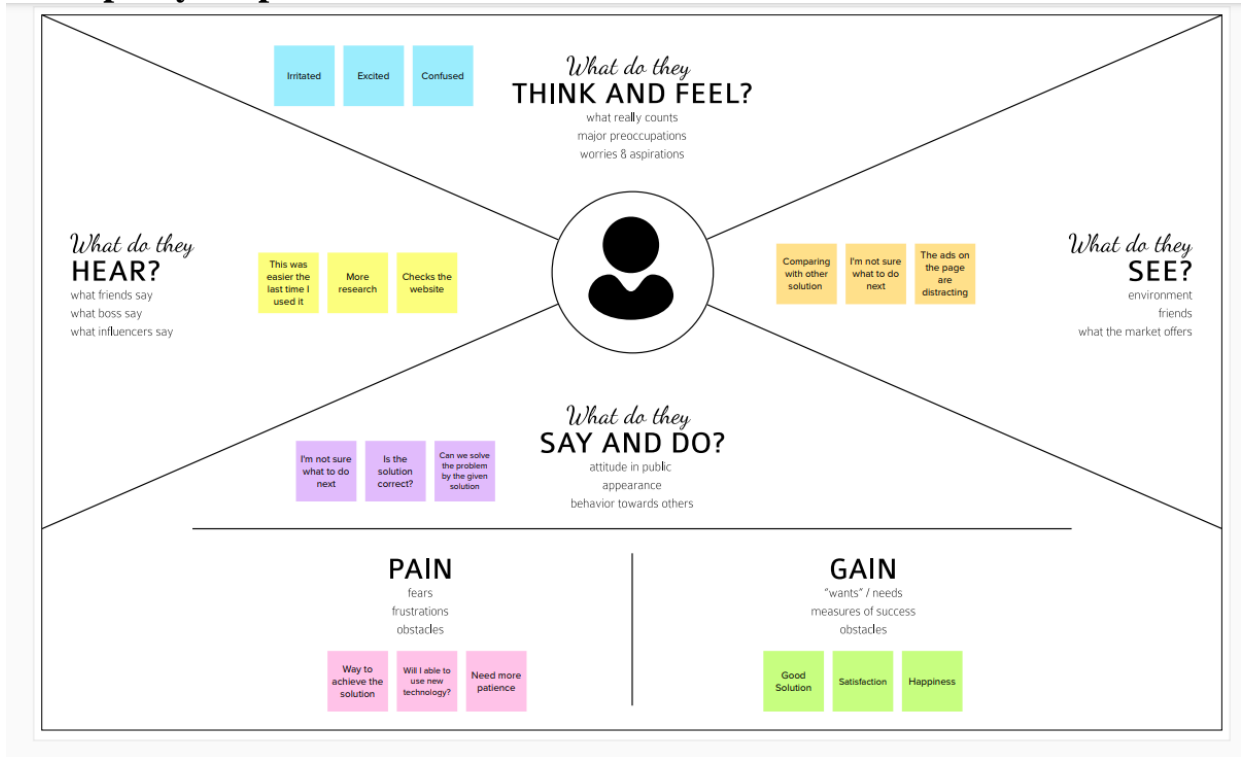 Irritated
Excited
Confused
What do they
THINK AND FEEL?
what really counts
major preoccupations
worries & aspirations
What do they
HEAR?
what friends say
what boss say
what influencers say
This was
easier the
last time I
used it
More
research
Checks the
website
Comparing
with other
solution
I'm not sure
what to do
next
The ads on
the page
are
distracting
What do they
SEE?
environment
friends
what the market offers
What do they
SAY AND DO?
attitude in public
appearance
behavior towards others
I'm not sure
what to do
next
Is the
solution
correct?
Can we solve
the problem
by the given
solution
PAIN
fears
frustrations
obstacles
Way to
achieve the
solution
Will I able to
use new
technology?
Need more
patience
GAIN
"wants" / needs
measures of success
obstacles
Good
Solution
Satisfaction
Happiness